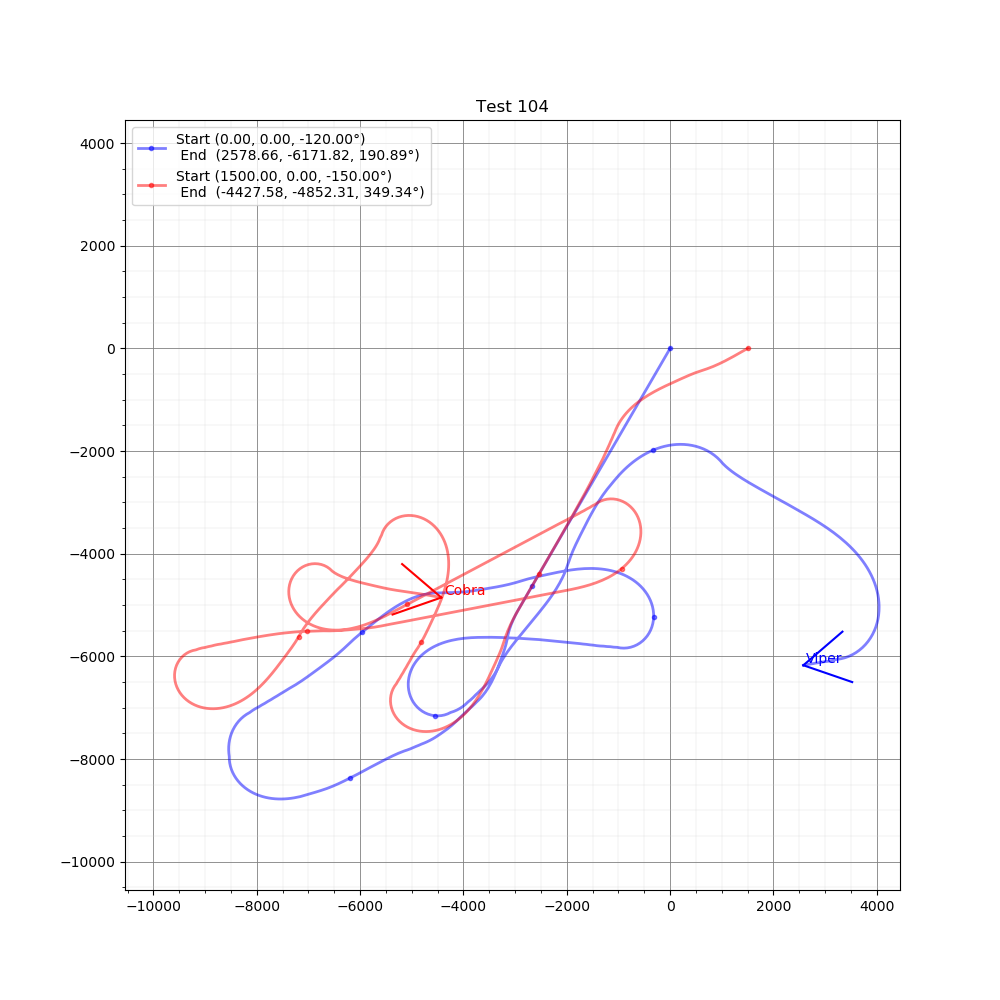 Test 104
Start (0.00, 0.00, -120.00°)
End (2578.66, -6171.82, 190.89°)
Start (1500.00, 0.00, -150.00°)
End (-4427.58, -4852.31, 349.34°)
4000
2000
0
−2000
−4000
−6000
−8000
−10000
Cobra
Viper
−10000 −8000 −6000 −4000 −2000 0 2000 4000